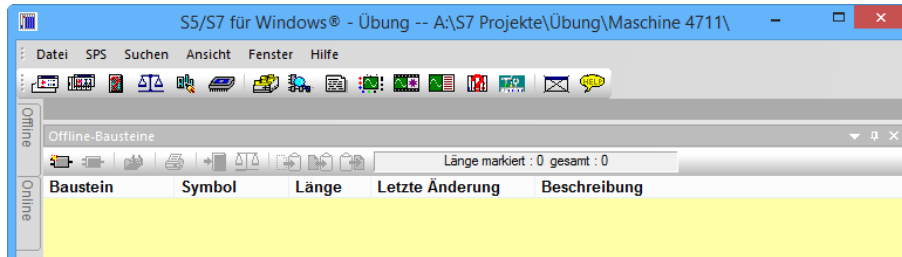 S5/S7 für Windows® - Übung -- A:\S7 Projekte\Übung\Maschine 4711\
Datei SPS Suchen Ansicht Fenster Hilfe
HELP
Offline
Offline-Bausteine
Länge markiert : 0 gesamt : 0
Online
Baustein Symbol Länge Letzte Änderung Beschreibung